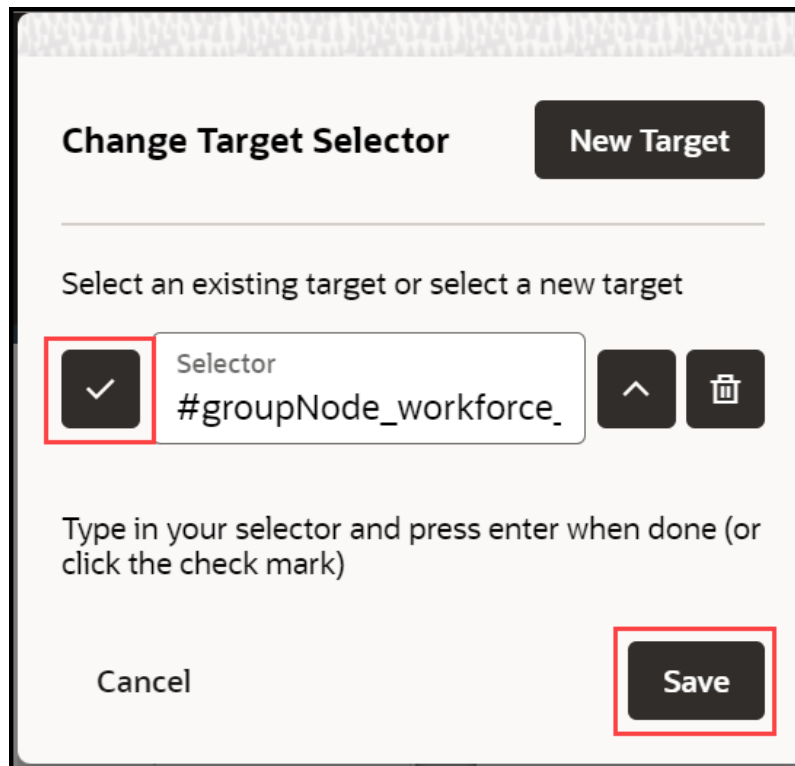 Change Target Selector
New Target
Select an existing target or select a new target
Selector
#groupNode_workforce_
Type in your selector and press enter when done (or
click the check mark)
Cancel
Save